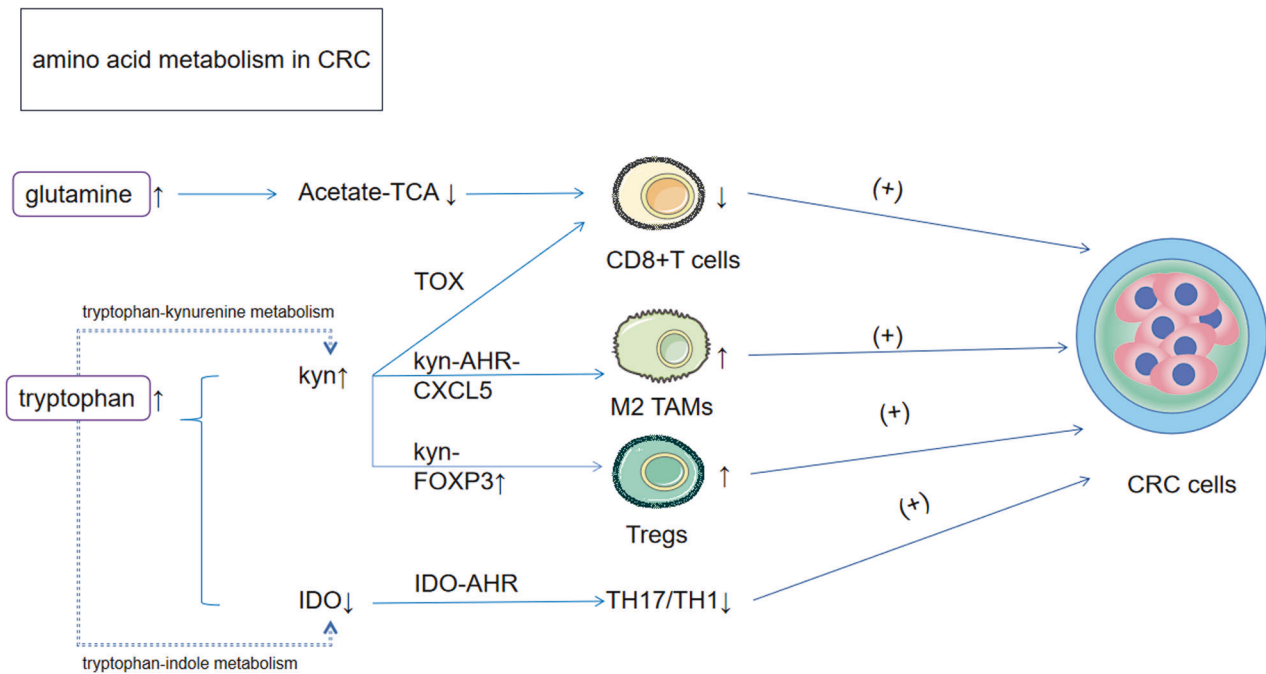 amino acid metabolism in CRC
glutamine ↑
Acetate-TCA ↓
↓
(+)
CD8+T cells
TOX
tryptophan-kynurenine metabolism
kyn↑
kyn-AHR-
CXCL5
↑
(+)
M2 TAMs
tryptophan ↑
kyn-
FOXP3↑
↑
(+)
Tregs
CRC cells
(+)
IDO↓
IDO-AHR
TH17/TH1↓
tryptophan-indole metabolism